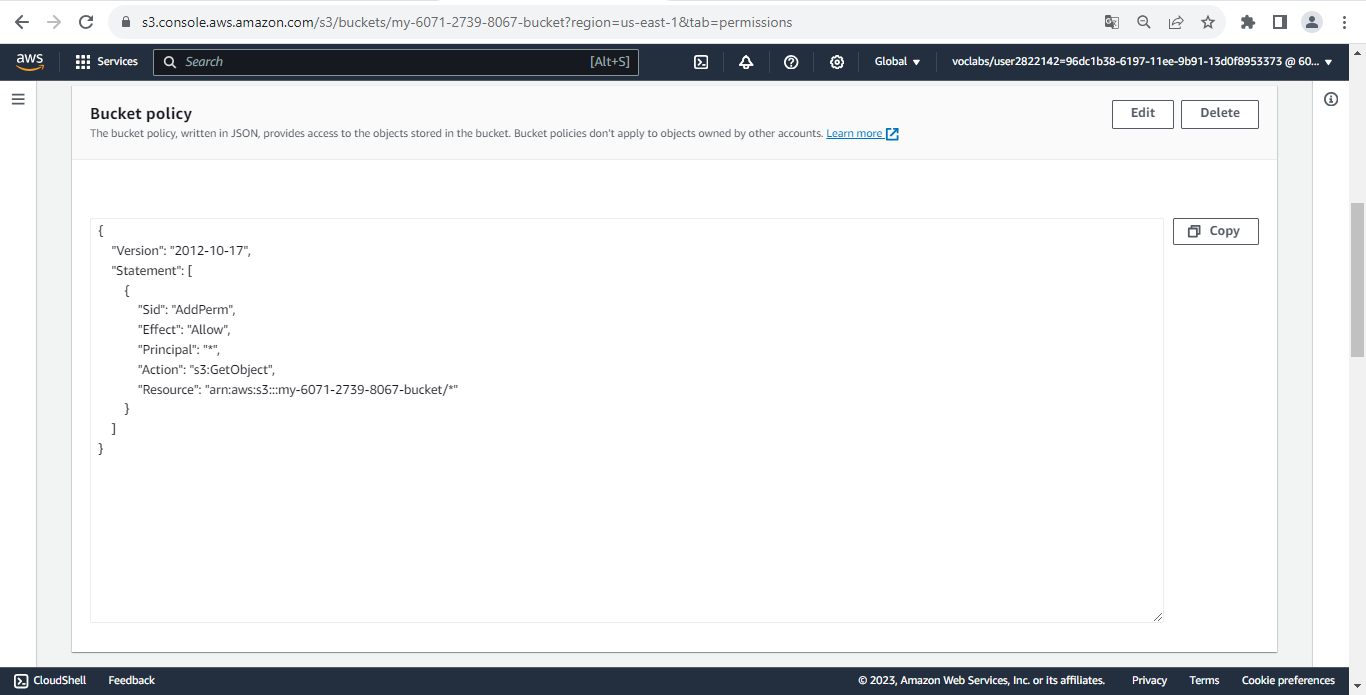 s3.console.aws.amazon.com/s3/buckets/my-6071-2739-8067-bucket?region=us-east-1&tab=permissions
aws Services Search [Alt+S] Global voclabs/user2822142=96dc1b38-6197-11ee-9b91-13d0f8953373 @ 60...
Bucket policy Edit Delete
The bucket policy, written in JSON, provides access to the objects stored in the bucket. Bucket policies don't apply to objects owned by other accounts. Learn more
Copy
{
"Version": "2012-10-17",
"Statement": [
{
"Sid": "AddPerm",
"Effect": "Allow",
"Principal": "*",
"Action": "s3:GetObject",
"Resource": "arn:aws:s3:::my-6071-2739-8067-bucket/*"
}
]
}
CloudShell Feedback © 2023, Amazon Web Services, Inc. or its affiliates. Privacy Terms Cookie preferences